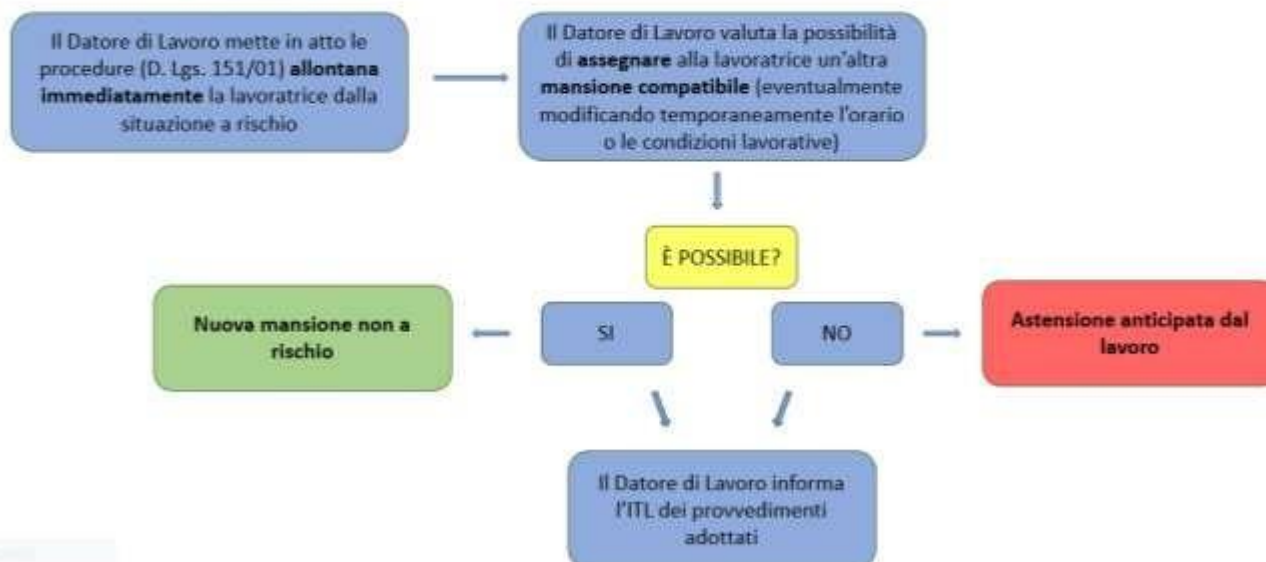 Il Datore di Lavoro mette in atto le
procedure (D. Lgs. 151/01) allontana
immediatamente la lavoratrice dalla
situazione a rischio
Il Datore di Lavoro valuta la possibilità
di assegnare alla lavoratrice un'altra
mansione compatibile (eventualmente
modificando temporaneamente l'orario
o le condizioni lavorative)
È POSSIBILE?
Nuova mansione non a
rischio
SI
NO
Astensione anticipata dal
lavoro
Il Datore di Lavoro informa
l'ITL dei provvedimenti
adottati